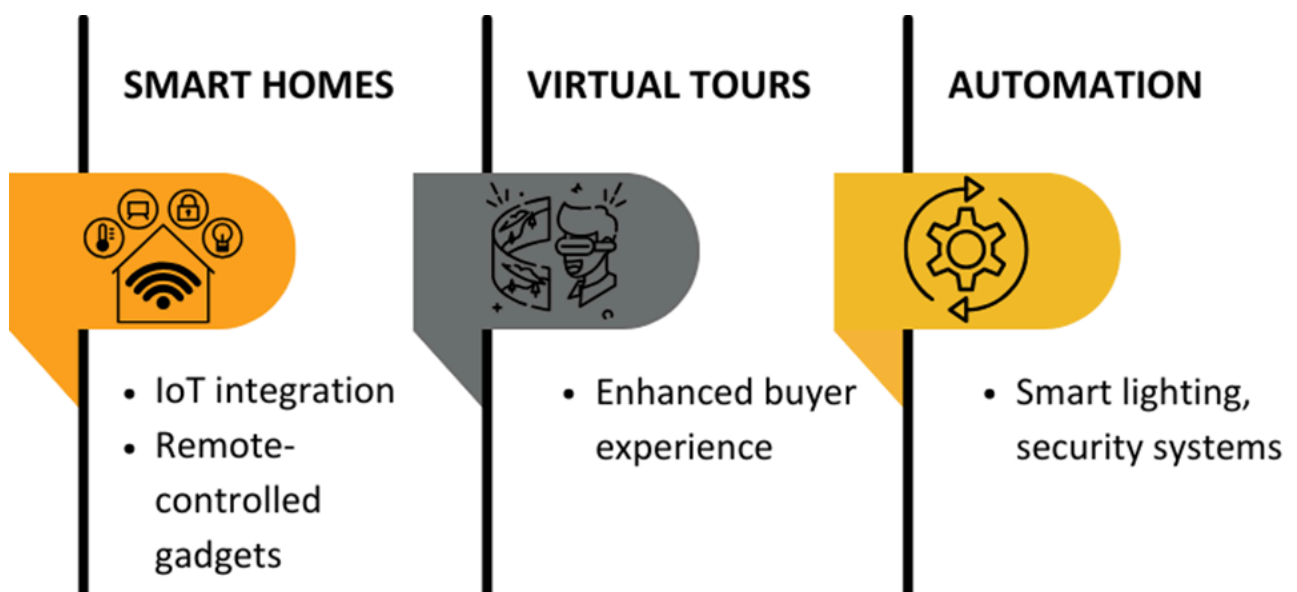 SMART HOMES
• IoT integration
• Remote-
controlled
gadgets
VIRTUAL TOURS
• Enhanced buyer
experience
AUTOMATION
• Smart lighting,
security systems